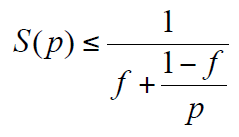 S(p) ≤ 1 / (f + (1 − f) / p)